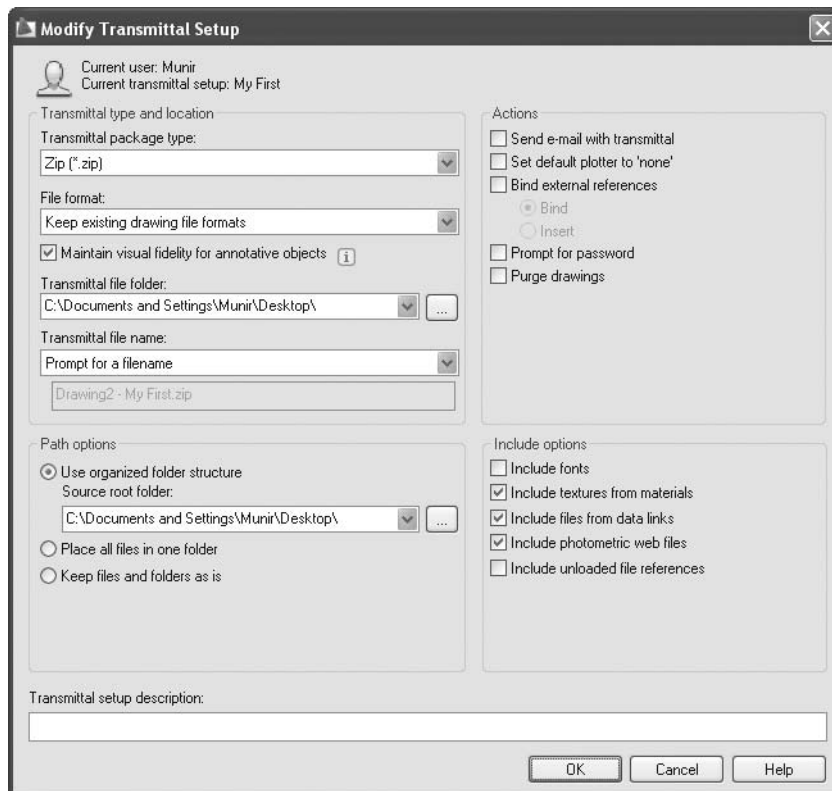 Modify Transmittal Setup
Current user: Munir
Current transmittal setup: My First
Transmittal type and location
Transmittal package type:
Zip (*.zip)
File format:
Keep existing drawing file formats
Maintain visual fidelity for annotative objects
Transmittal file folder:
C:\Documents and Settings\Munir\Desktop\
...
Transmittal file name:
Prompt for a filename
Drawing2 - My First.zip
Actions
Send e-mail with transmittal
Set default plotter to 'none'
Bind external references
Bind
Insert
Prompt for password
Purge drawings
Path options
Use organized folder structure
Source root folder:
C:\Documents and Settings\Munir\Desktop\
...
Place all files in one folder
Keep files and folders as is
Include options
Include fonts
Include textures from materials
Include files from data links
Include photometric web files
Include unloaded file references
Transmittal setup description:
OK
Cancel
Help